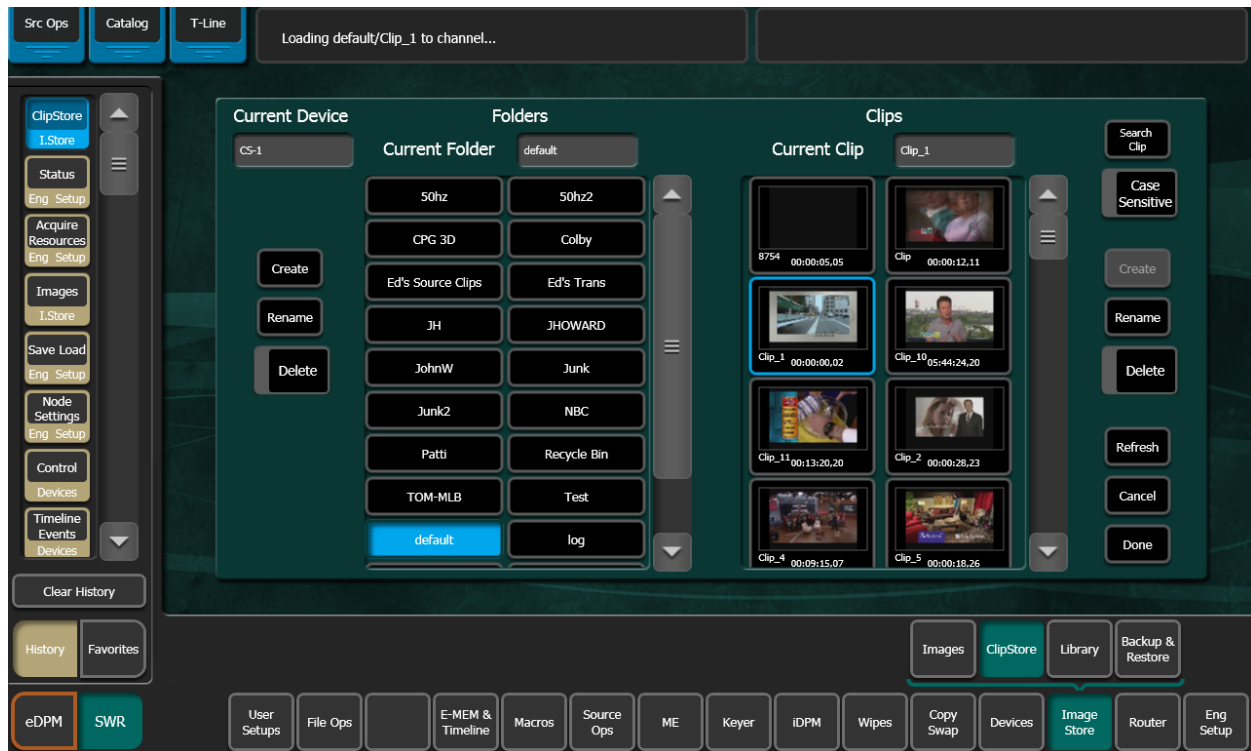 Src Ops
Catalog
T-Line
Loading default/Clip_1 to channel...
ClipStore
I.Store
Status
Eng Setup
Acquire
Resources
Eng Setup
Images
I.Store
Save Load
Eng Setup
Node
Settings
Eng Setup
Control
Devices
Timeline
Events
Devices
Clear History
History
Favorites
eDPM
SWR
Current Device
CS-1
Create
Rename
Delete
Folders
Current Folder
default
50hz
50hz2
CPG 3D
Colby
Ed's Source Clips
Ed's Trans
JH
JHOWARD
JohnW
Junk
Junk2
NBC
Patti
Recycle Bin
TOM-MLB
Test
default
log
Clips
Current Clip
Clip_1
8754 00:00:05,05
Clip 00:00:12,11
Clip_1 00:00:00,02
Clip_10 05:44:24,20
Clip_11 00:13:20,20
Clip_2 00:00:28,23
Clip_4 00:09:15,07
Clip_5 00:00:18,26
Search
Clip
Case
Sensitive
Create
Rename
Delete
Refresh
Cancel
Done
Images
ClipStore
Library
Backup &
Restore
User
Setups
File Ops
E-MEM &
Timeline
Macros
Source
Ops
ME
Keyer
iDPM
Wipes
Copy
Swap
Devices
Image
Store
Router
Eng
Setup